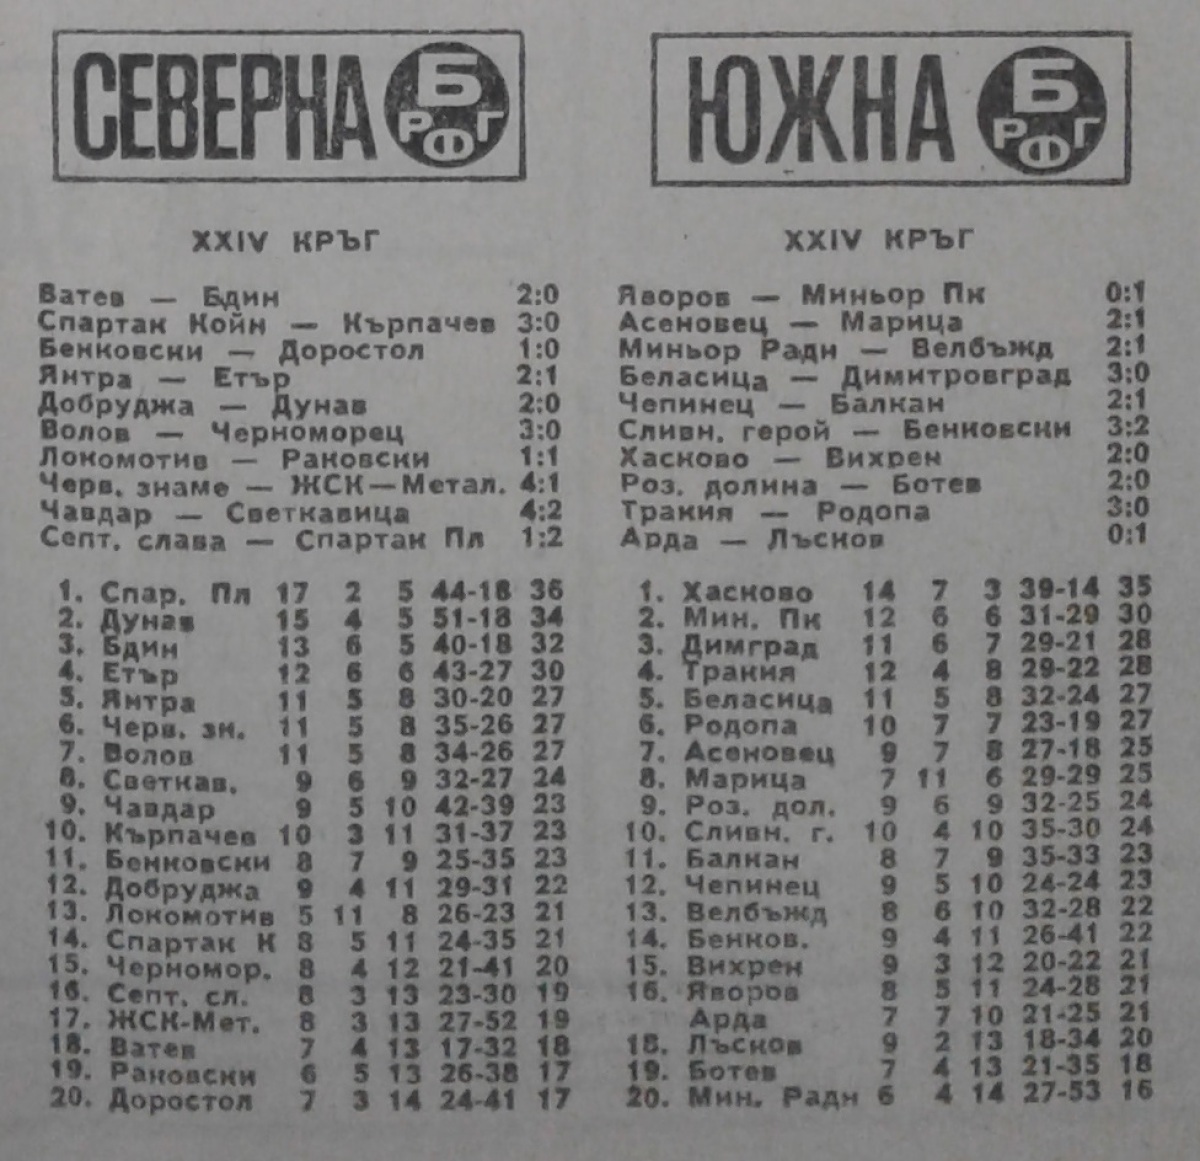 СЕВЕРНА Б РФГ
XXIV КРЪГ
Ватев — Бдин 2:0
Спартак Койн — Кърпачев 3:0
Бенковски — Доростол 1:0
Янтра — Етър 2:1
Добруджа — Дунав 2:0
Волов — Черноморец 3:0
Локомотив — Раковски 1:1
Черв. знаме — ЖСК—Метал. 4:1
Чавдар — Светкавица 4:2
Септ. слава — Спартак Пл 1:2
1. Спар. Пл 17 2 5 44-18 36
2. Дунав 15 4 5 51-18 34
3. Бдин 13 6 5 40-18 32
4. Етър 12 6 6 43-27 30
5. Янтра 11 5 8 30-20 27
6. Черв. зн. 11 5 8 35-26 27
7. Волов 11 5 8 34-26 27
8. Светкав. 9 6 9 32-27 24
9. Чавдар 9 5 10 42-39 23
10. Кърпачев 10 3 11 31-37 23
11. Бенковски 8 7 9 25-35 23
12. Добруджа 9 4 11 29-31 22
13. Локомотив 5 11 8 26-23 21
14. Спартак К 8 5 11 24-35 21
15. Черномор. 8 4 12 21-41 20
16. Септ. сл. 8 3 13 23-30 19
17. ЖСК-Мет. 8 3 13 27-52 19
18. Ватев 7 4 13 17-32 18
19. Раковски 6 5 13 26-38 17
20. Доростол 7 3 14 24-41 17
ЮЖНА Б РФГ
XXIV КРЪГ
Яворов — Миньор Пк 0:1
Асеновец — Марица 2:1
Миньор Радн — Велбъжд 2:1
Беласица — Димитровград 3:0
Чепинец — Балкан 2:1
Сливн. герой — Бенковски 3:2
Хасково — Вихрен 2:0
Роз. долина — Ботев 2:0
Тракия — Родопа 3:0
Арда — Лъсков 0:1
1. Хасково 14 7 3 39-14 35
2. Мин. Пк 12 6 6 31-29 30
3. Димград 11 6 7 29-21 28
4. Тракия 12 4 8 29-22 28
5. Беласица 11 5 8 32-24 27
6. Родопа 10 7 7 23-19 27
7. Асеновец 9 7 8 27-18 25
8. Марица 7 11 6 29-29 25
9. Роз. дол. 9 6 9 32-25 24
10. Сливн. г. 10 4 10 35-30 24
11. Балкан 8 7 9 35-33 23
12. Чепинец 9 5 10 24-24 23
13. Велбъжд 8 6 10 32-28 22
14. Бенков. 9 4 11 26-41 22
15. Вихрен 9 3 12 20-22 21
16. Яворов 8 5 11 24-28 21
Арда 7 7 10 21-25 21
18. Лъсков 9 2 13 18-34 20
19. Ботев 7 4 13 21-35 18
20. Мин. Радн 6 4 14 27-53 16